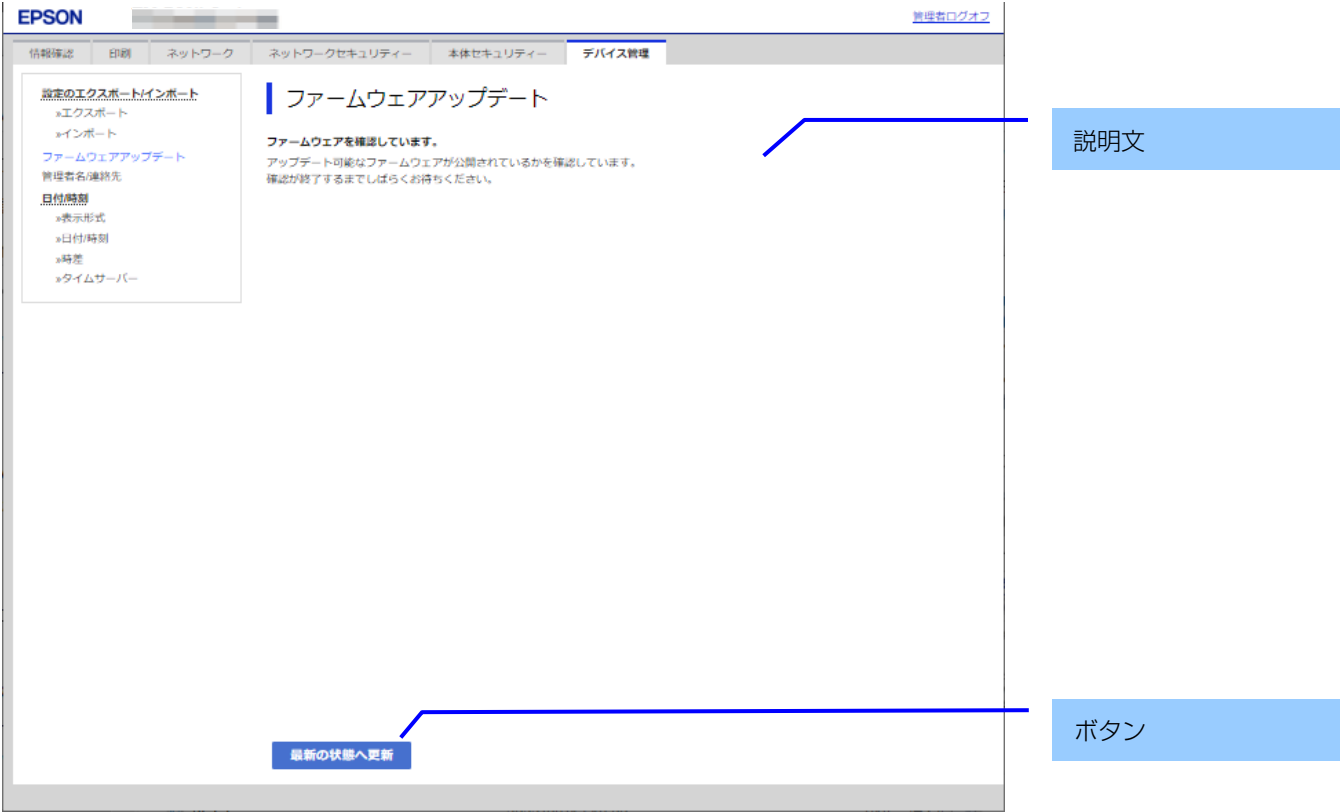 EPSON
管理者ログオフ
情報確認 印刷 ネットワーク ネットワークセキュリティー 本体セキュリティー デバイス管理
設定のエクスポート/インポート
»エクスポート
»インポート
ファームウェアアップデート
管理者名/連絡先
日付/時刻
»表示形式
»日付/時刻
»時差
»タイムサーバー
ファームウェアアップデート
ファームウェアを確認しています。
アップデート可能なファームウェアが公開されているかを確認しています。
確認が終了するまでしばらくお待ちください。
説明文
最新の状態へ更新
ボタン